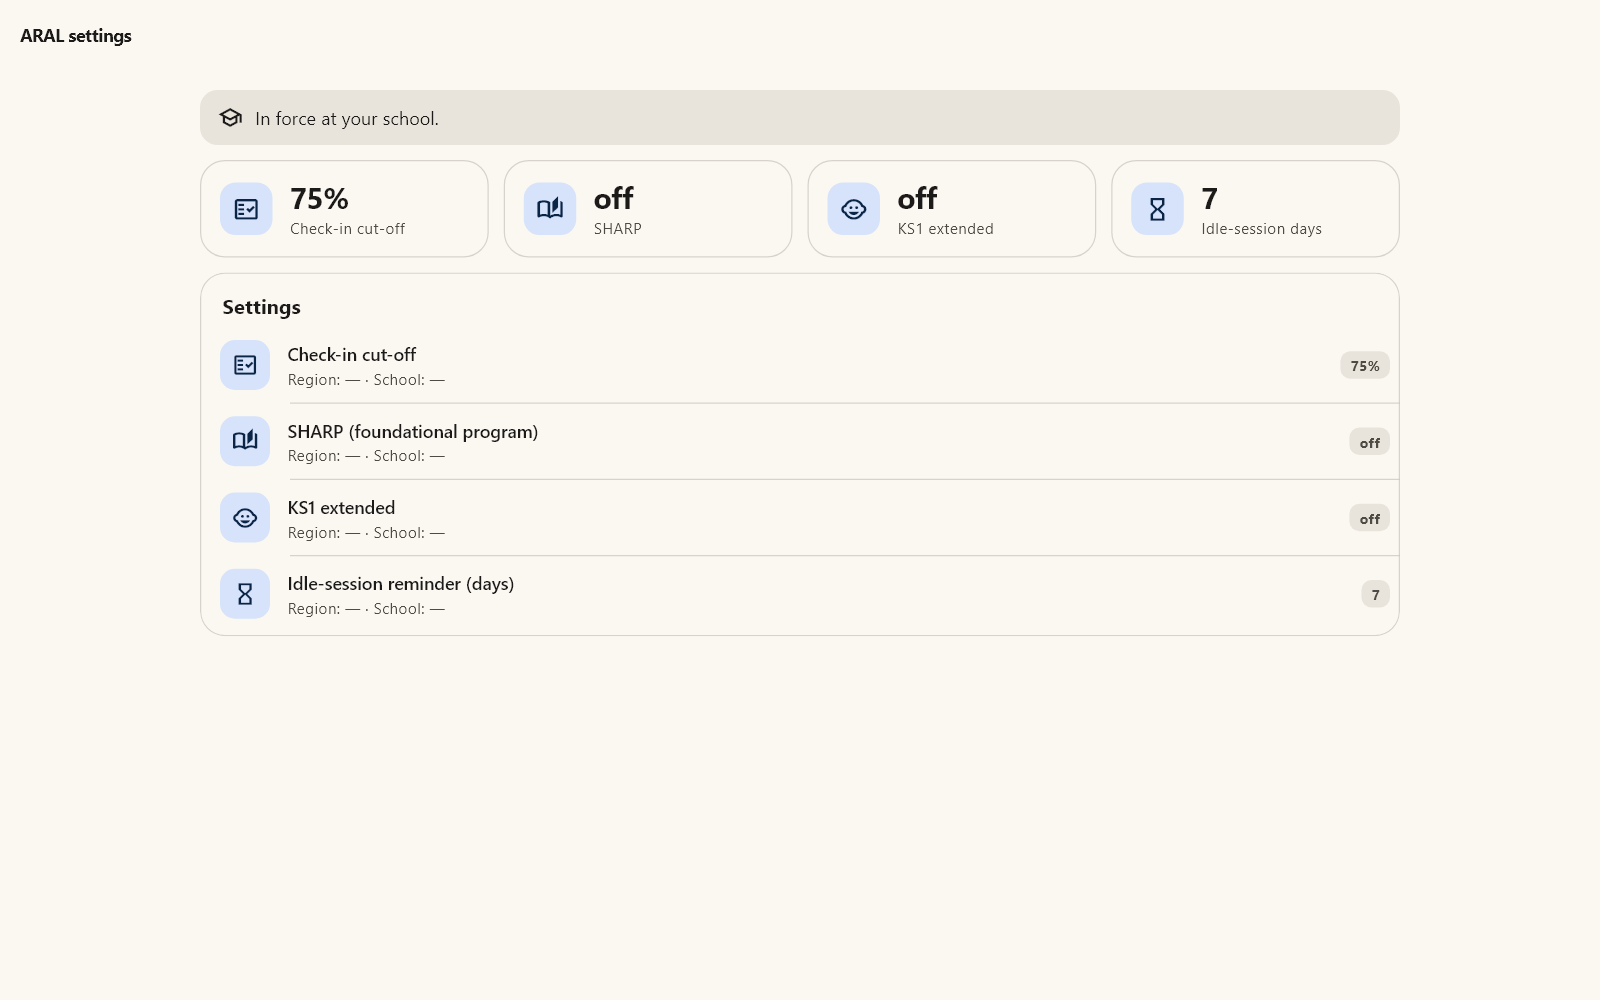 ARAL settings
In force at your school.
75%
Check-in cut-off
off
SHARP
off
KS1 extended
7
Idle-session days
Settings
Check-in cut-off
Region: — · School: —
75%
SHARP (foundational program)
Region: — · School: —
off
KS1 extended
Region: — · School: —
off
Idle-session reminder (days)
Region: — · School: —
7